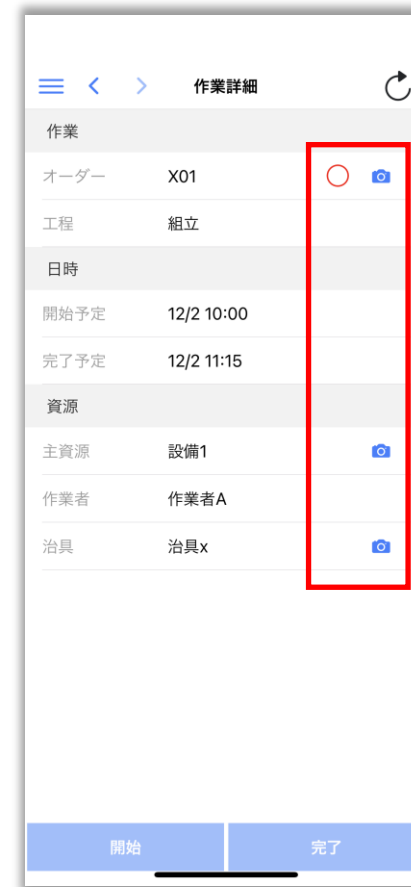 作業詳細
作業
オーダー X01
工程 組立
日時
開始予定 12/2 10:00
完了予定 12/2 11:15
資源
主資源 設備1
作業者 作業者A
治具 治具x
開始 完了